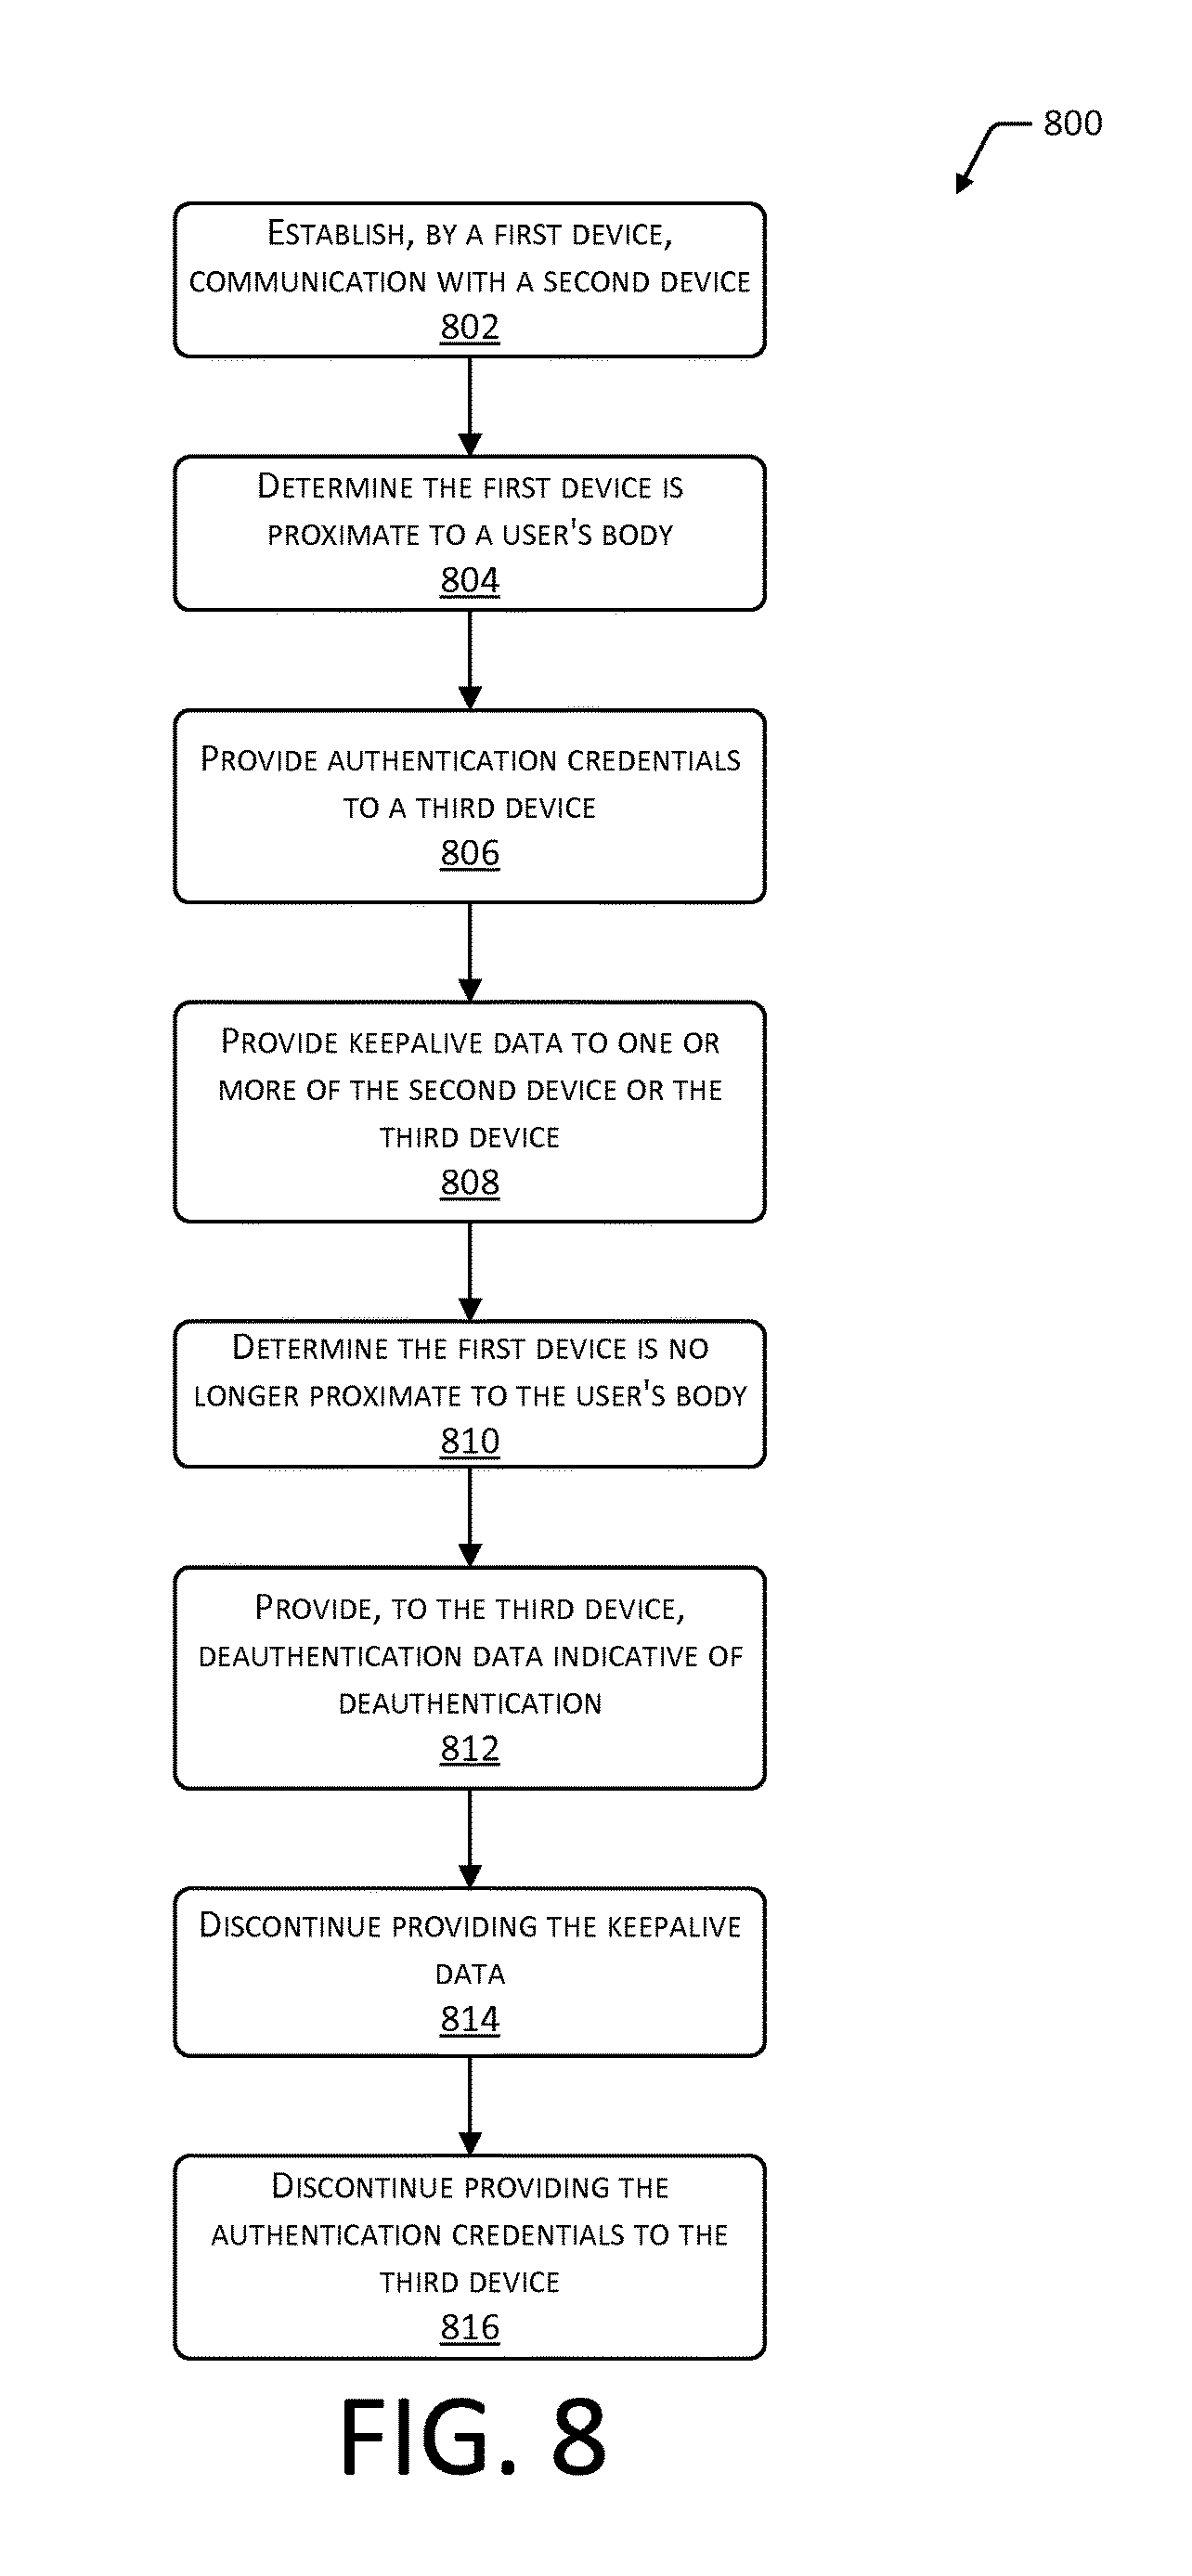 800
Establish, by a first device,
communication with a second device
802
Determine the first device is
proximate to a user's body
804
Provide authentication credentials
to a third device
806
Provide keepalive data to one or
more of the second device or the
third device
808
Determine the first device is no
longer proximate to the user's body
810
Provide, to the third device,
deauthentication data indicative of
deauthentication
812
Discontinue providing the keepalive
data
814
Discontinue providing the
authentication credentials to the
third device
816
FIG. 8